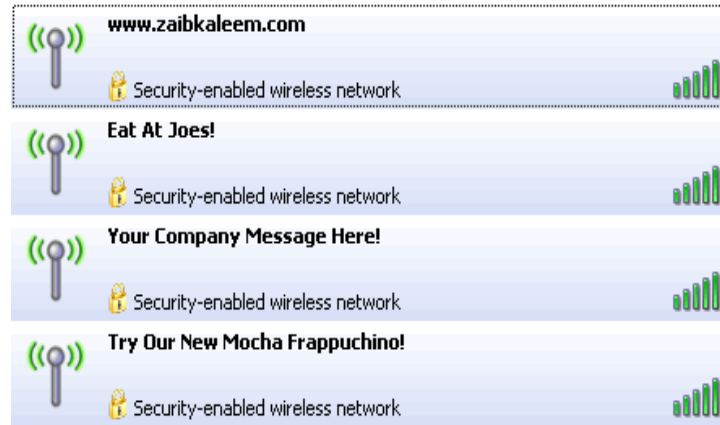 www.zaibkaleem.com
Security-enabled wireless network
Eat At Joes!
Security-enabled wireless network
Your Company Message Here!
Security-enabled wireless network
Try Our New Mocha Frappuchino!
Security-enabled wireless network